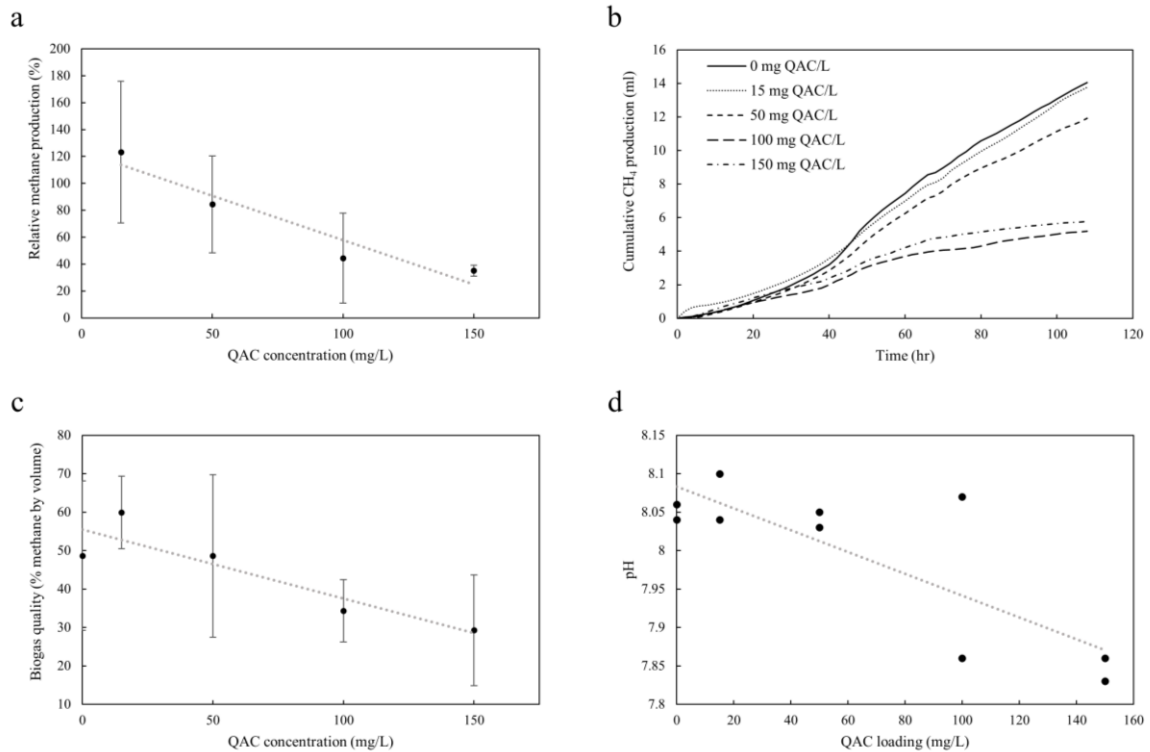 a
200
180
160
140
120
100
80
60
40
20
0
Relative methane production (%)
0 50 100 150
QAC concentration (mg/L)
b
16
14
12
10
8
6
4
2
0
Cumulative CH₄ production (ml)
0 mg QAC/L
15 mg QAC/L
50 mg QAC/L
100 mg QAC/L
150 mg QAC/L
0 20 40 60 80 100 120
Time (hr)
c
80
70
60
50
40
30
20
10
Biogas quality (% methane by volume)
0 50 100 150
QAC concentration (mg/L)
d
8.15
8.1
8.05
8
7.95
7.9
7.85
7.8
pH
0 20 40 60 80 100 120 140 160
QAC loading (mg/L)